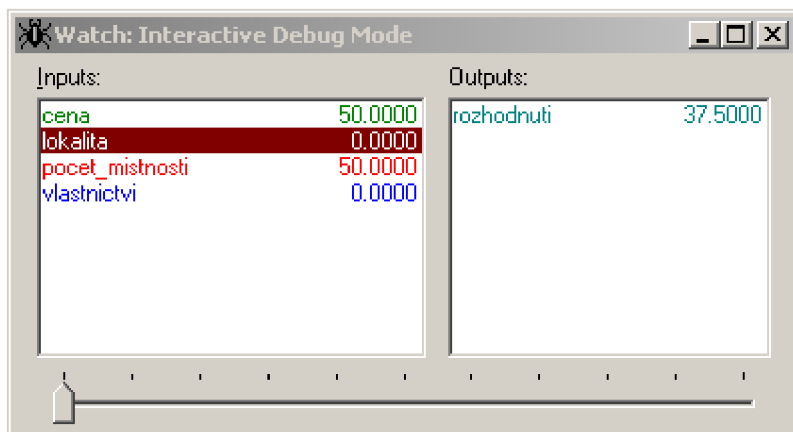 Watch: Interactive Debug Mode
Inputs:
cena 50.0000
lokalita 0.0000
pocet_mistnosti 50.0000
vlastnictvi 0.0000
Outputs:
rozhodnuti 37.5000